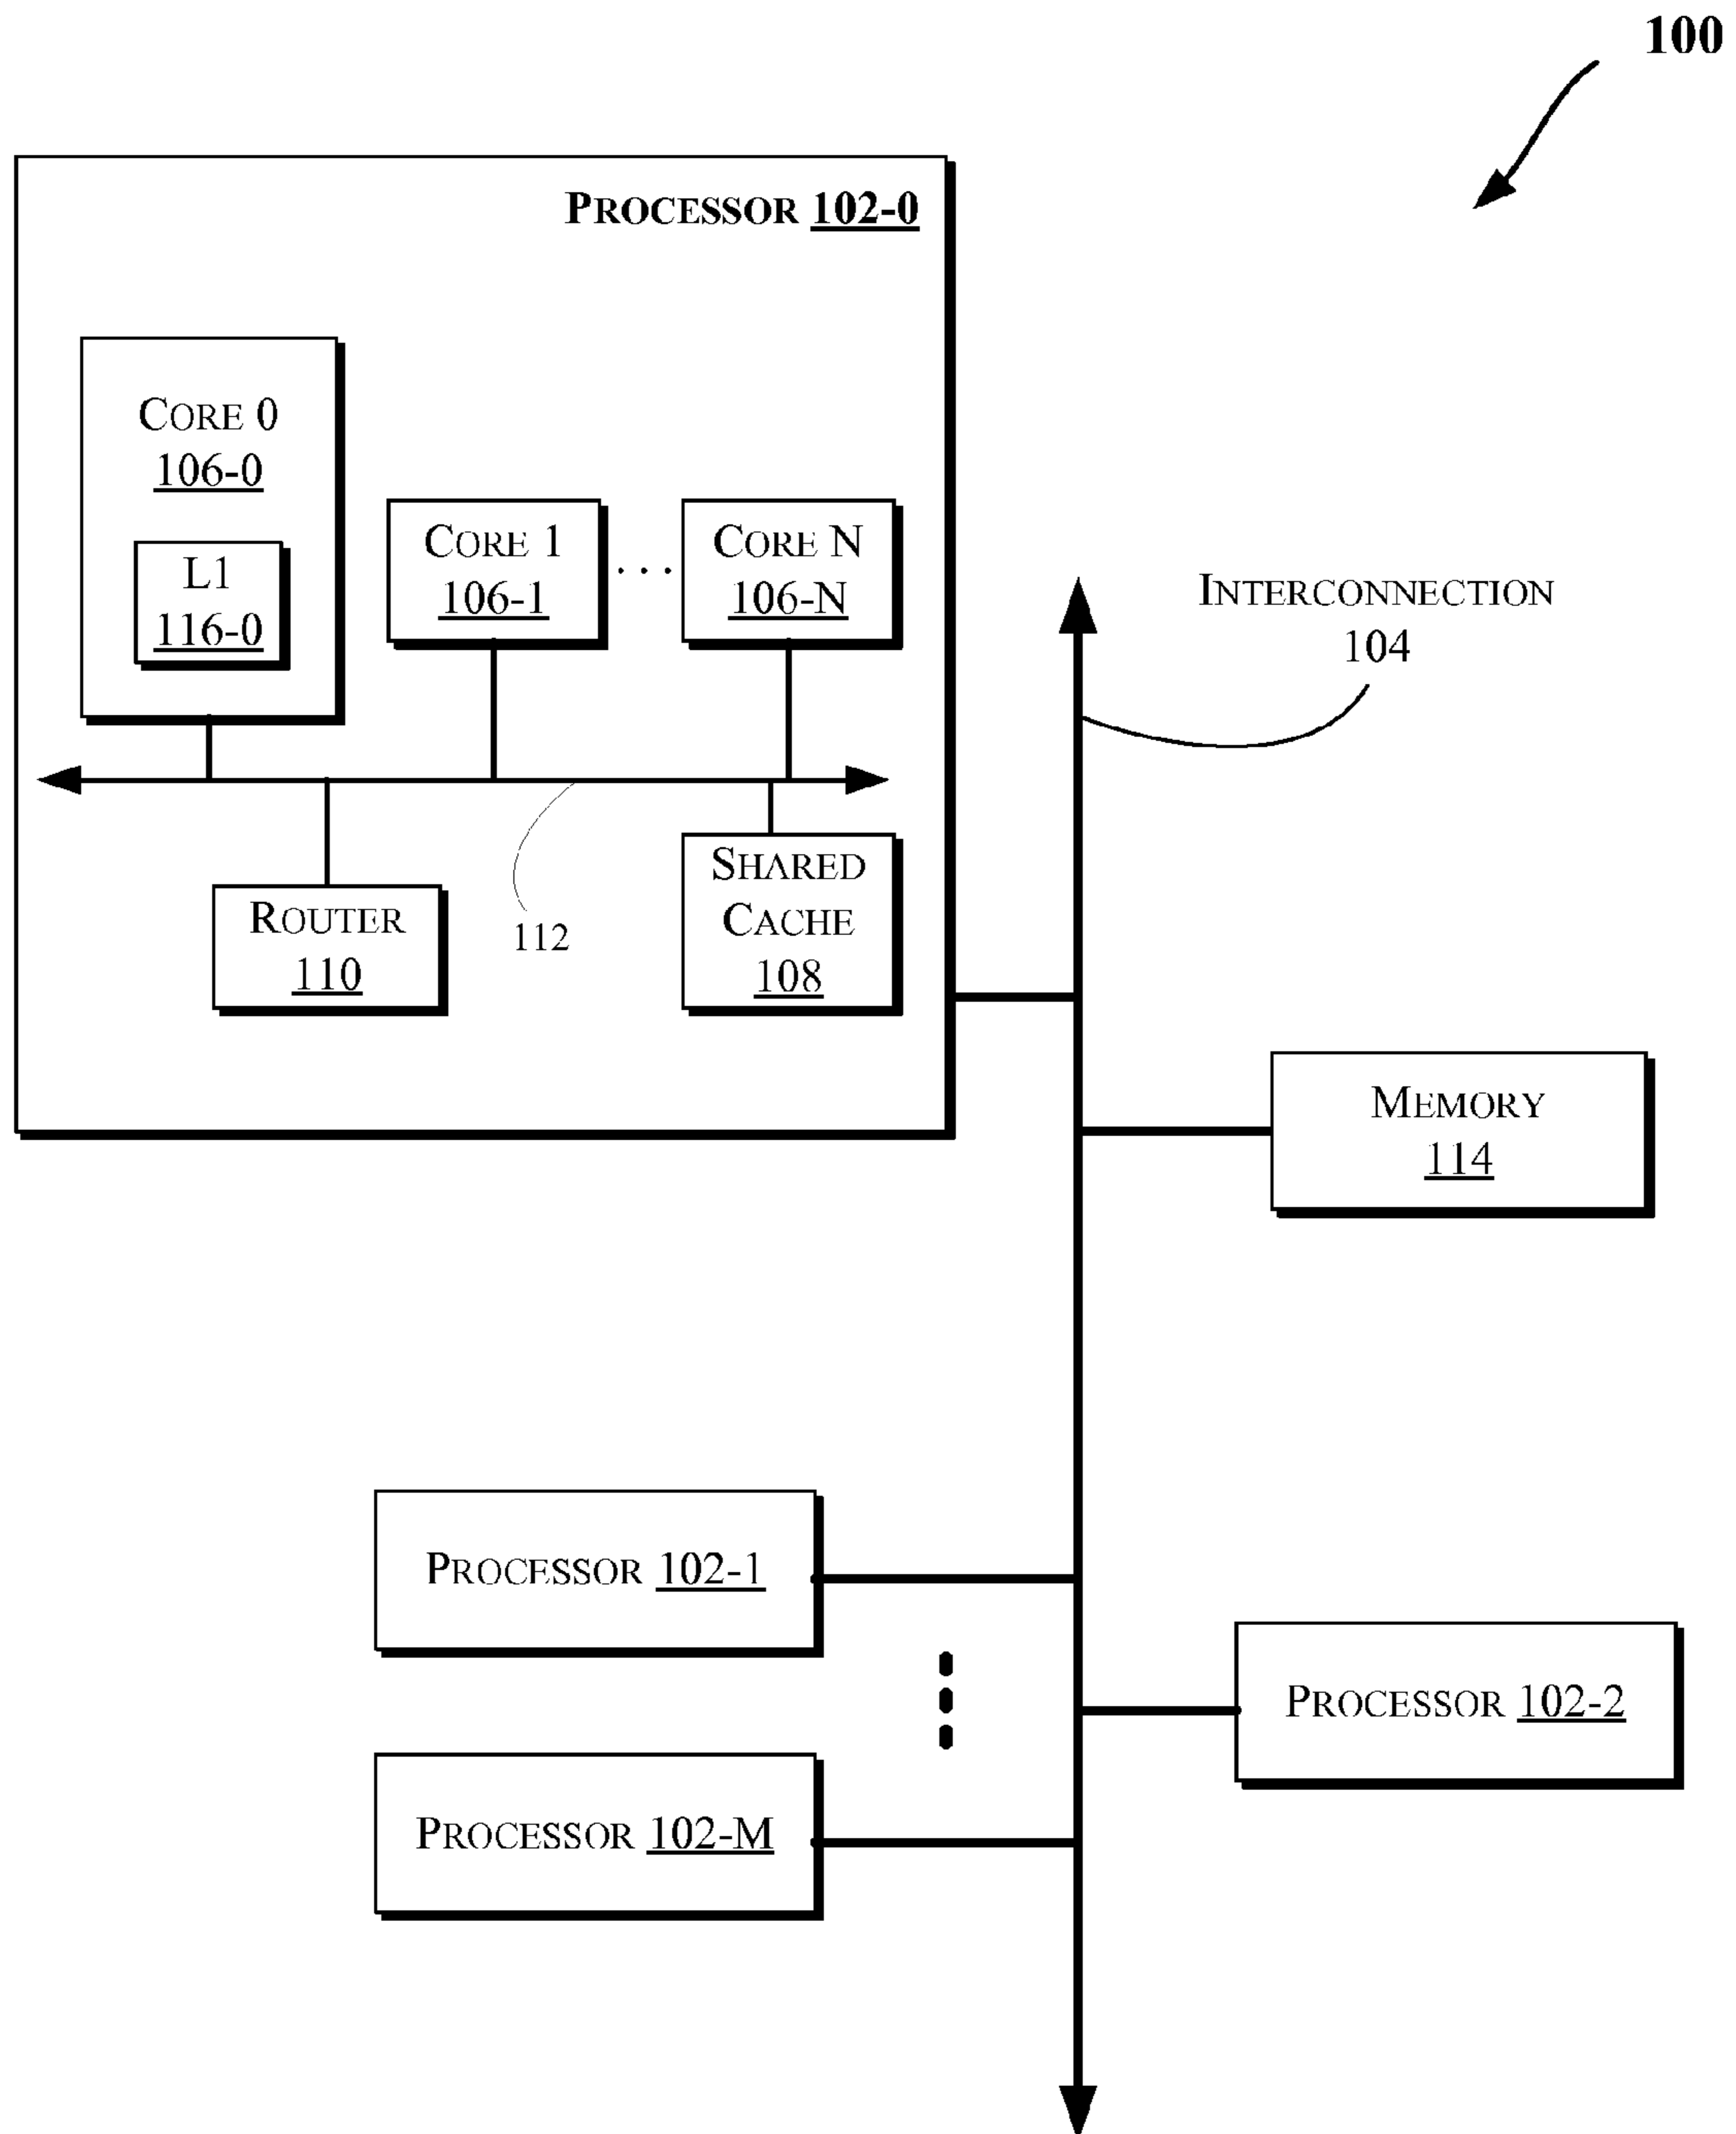 100
PROCESSOR 102-0
CORE 0
106-0
L1
116-0
CORE 1
106-1
. . .
CORE N
106-N
INTERCONNECTION
104
ROUTER
110
112
SHARED
CACHE
108
MEMORY
114
PROCESSOR 102-1
PROCESSOR 102-2
PROCESSOR 102-M